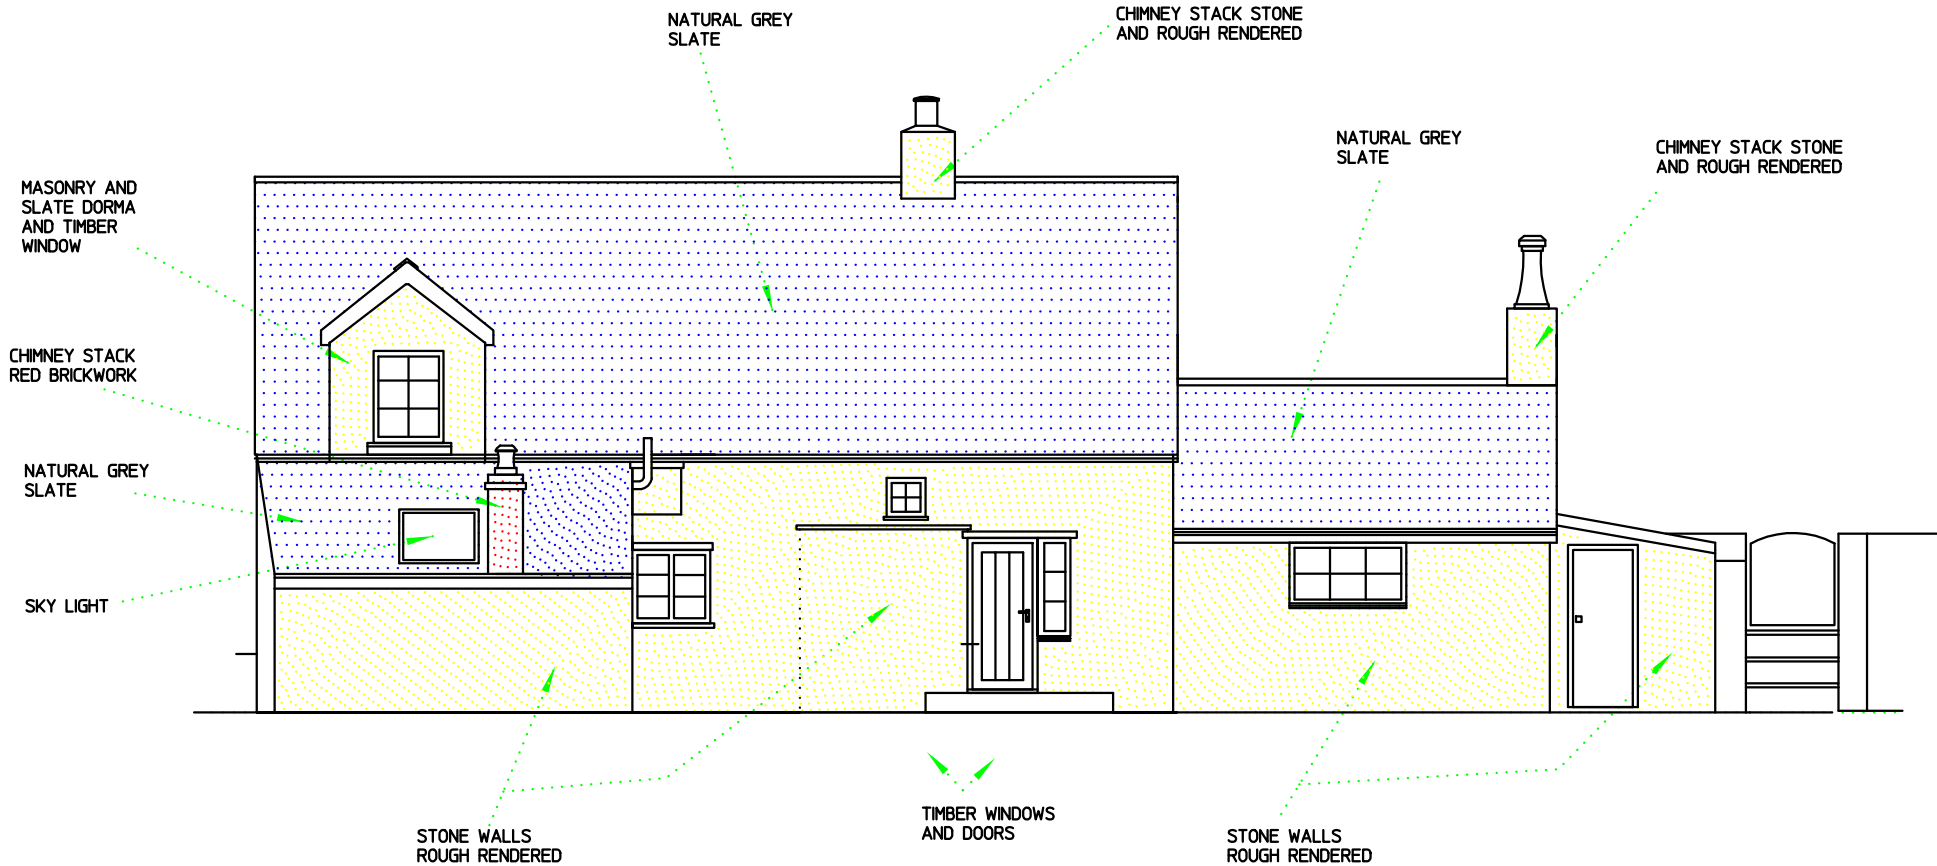 NATURAL GREY
SLATE
CHIMNEY STACK STONE
AND ROUGH RENDERED
NATURAL GREY
SLATE
CHIMNEY STACK STONE
AND ROUGH RENDERED
MASONRY AND
SLATE DORMA
AND TIMBER
WINDOW
CHIMNEY STACK
RED BRICKWORK
NATURAL GREY
SLATE
SKY LIGHT
STONE WALLS
ROUGH RENDERED
TIMBER WINDOWS
AND DOORS
STONE WALLS
ROUGH RENDERED